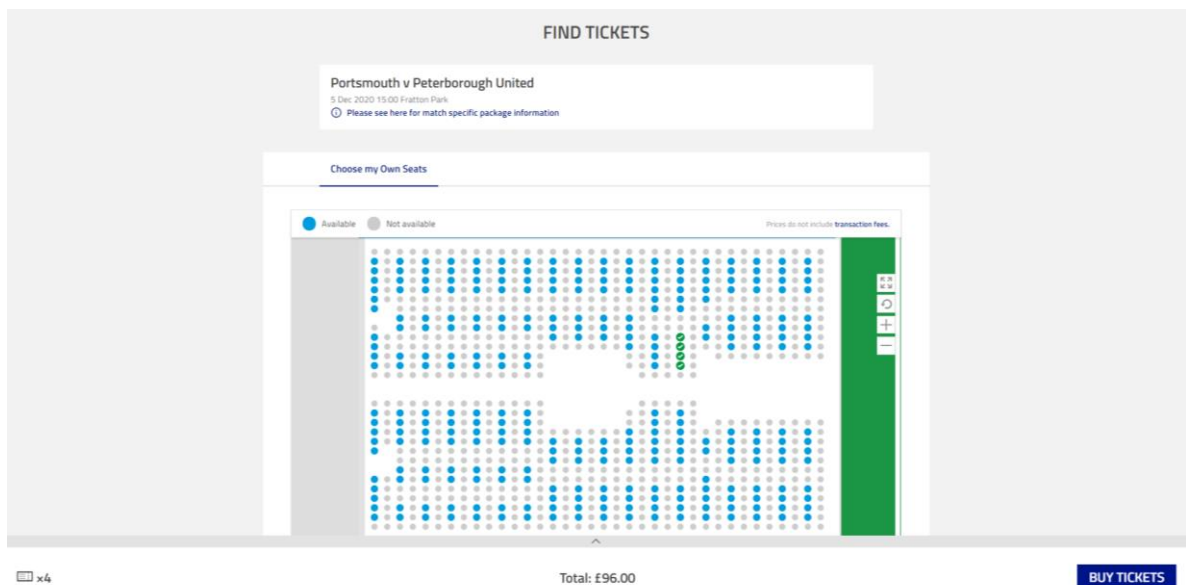 FIND TICKETS
Portsmouth v Peterborough United
5 Dec 2020 15:00 Fratton Park
Please see here for match specific package information
Choose my Own Seats
Available Not available Prices do not include transaction fees.
x4 Total: £96.00 BUY TICKETS